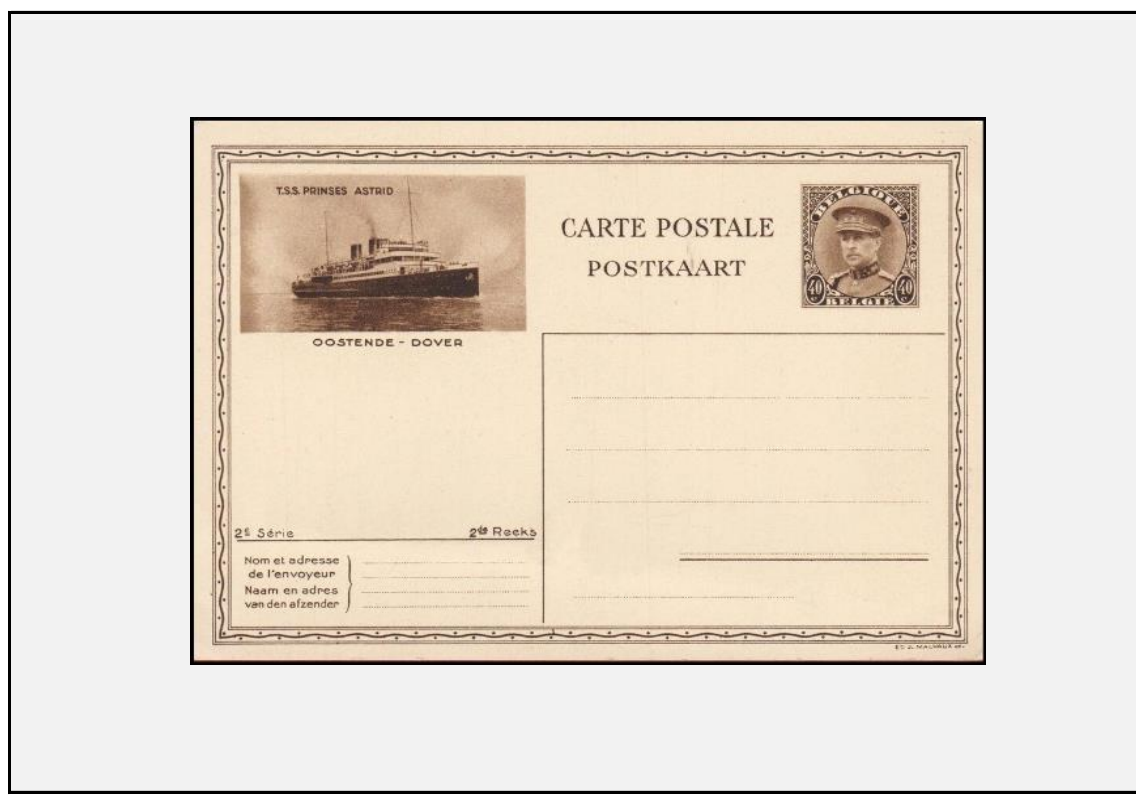 T.S.S. PRINSES ASTRID
OOSTENDE - DOVER
CARTE POSTALE
POSTKAART
BELGIQUE
40 c
40 c
BELGIË
2e Série
2de Reeks
Nom et adresse
de l'envoyeur
Naam en adres
van den afzender